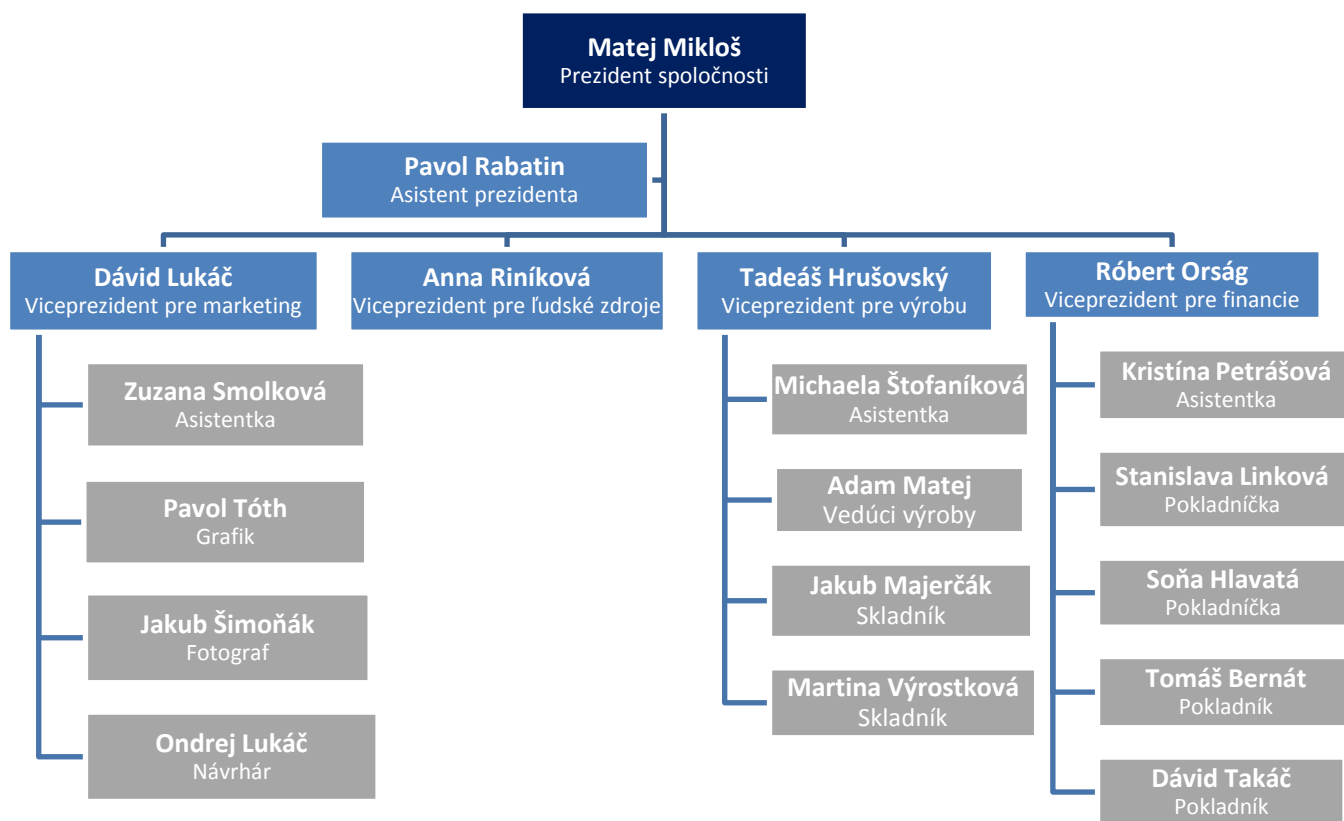 Matej Mikloš
Prezident spoločnosti
Pavol Rabatin
Asistent prezidenta
Dávid Lukáč
Viceprezident pre marketing
Anna Riníková
Viceprezident pre ľudské zdroje
Tadeáš Hrušovský
Viceprezident pre výrobu
Róbert Orság
Viceprezident pre financie
Zuzana Smolková
Asistentka
Pavol Tóth
Grafik
Jakub Šimoňák
Fotograf
Ondrej Lukáč
Návrhár
Michaela Štofaníková
Asistentka
Adam Matej
Vedúci výroby
Jakub Majerčák
Skladník
Martina Výrostková
Skladník
Kristína Petrášová
Asistentka
Stanislava Linková
Pokladníčka
Soňa Hlavatá
Pokladníčka
Tomáš Bernát
Pokladník
Dávid Takáč
Pokladník